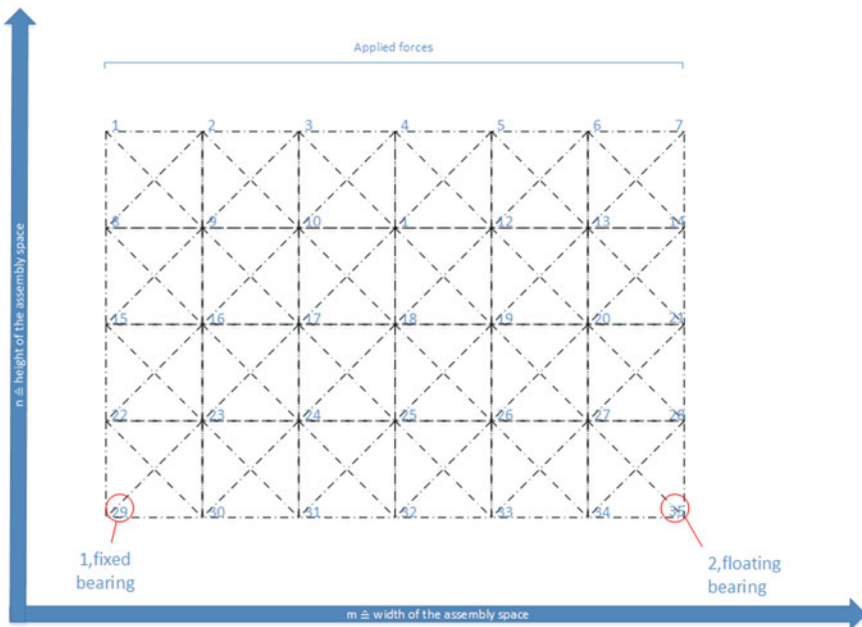 Applied forces
1 2 3 4 5 6 7
8 9 10 1 12 13 14
15 16 17 18 19 20 21
22 23 24 25 26 27 28
29 30 31 32 33 34 35
1,fixed
bearing
2,floating
bearing
n ≙ height of the assembly space
m ≙ width of the assembly space